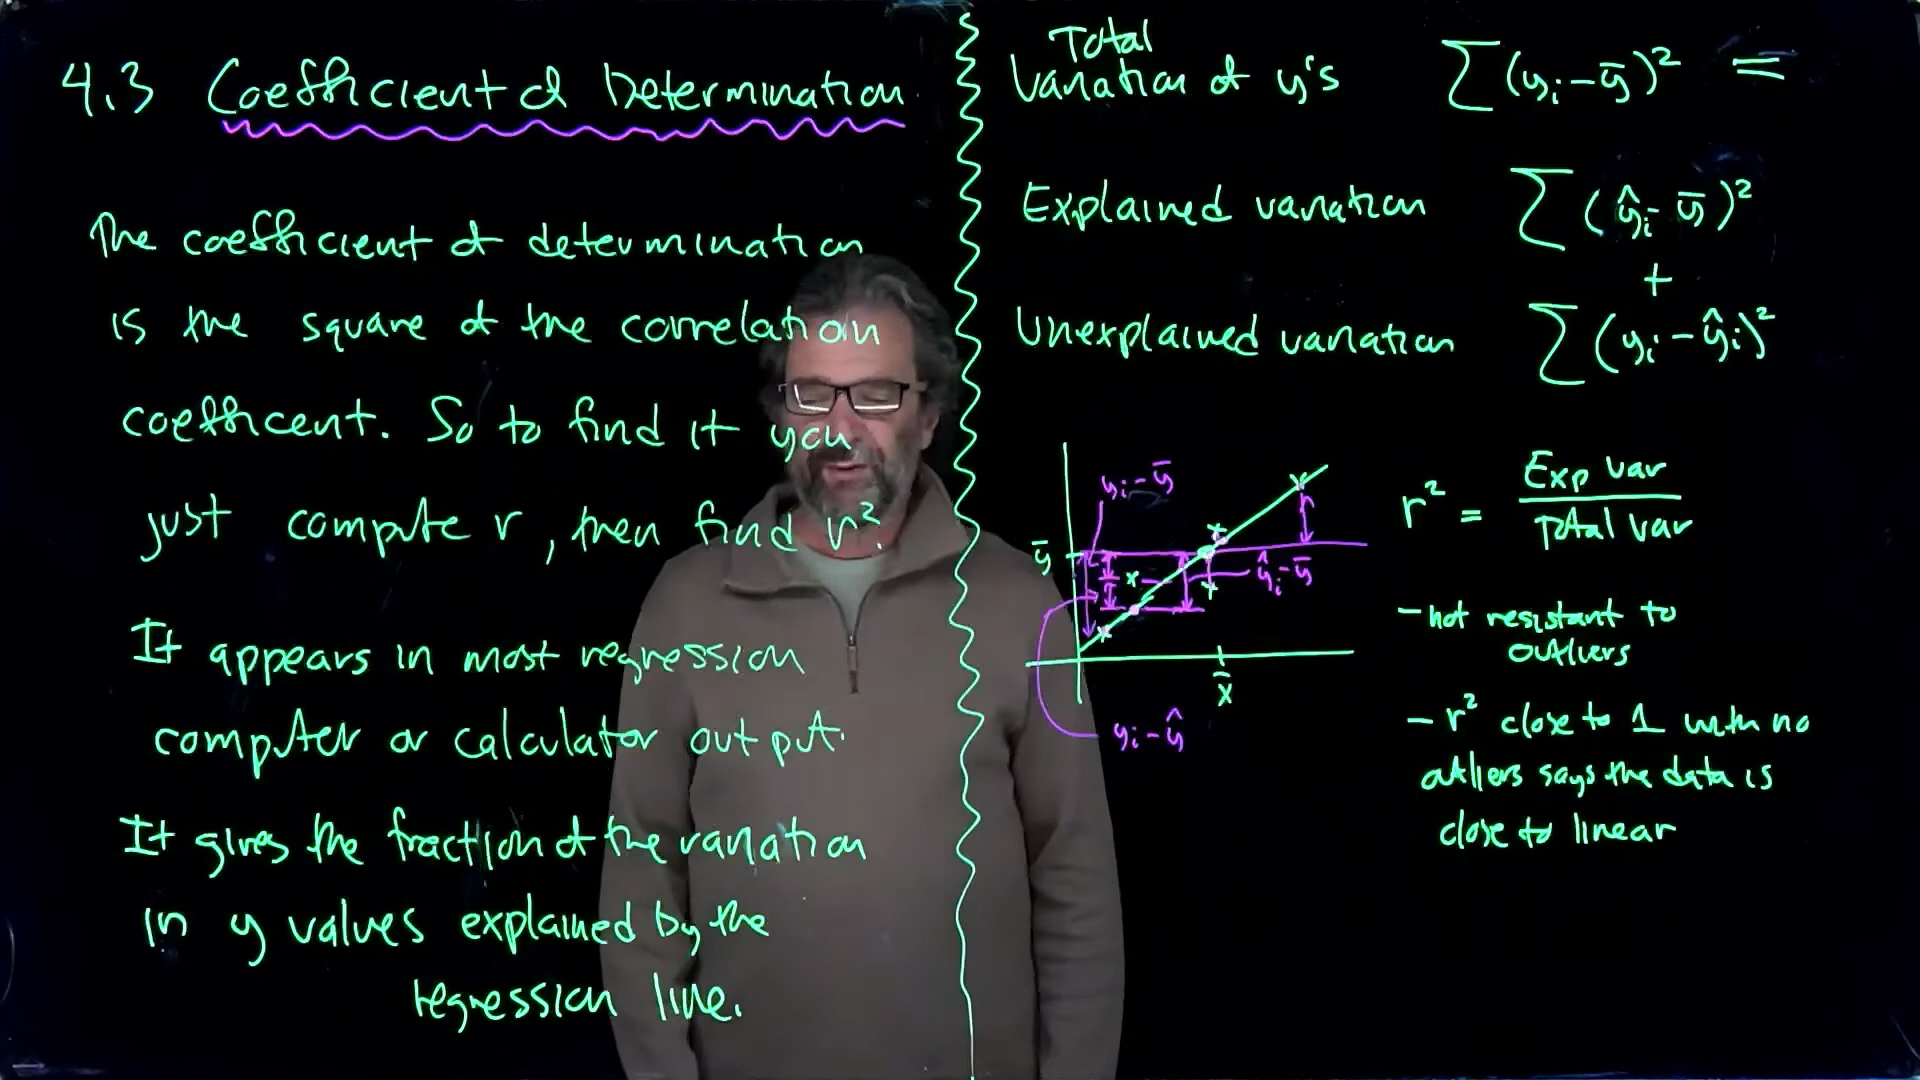 4.3 Coefficient of Determination
The coefficient of determination
is the square of the correlation
coefficent. So to find it you
just compute r, then find r².
It appears in most regression
computer or calculator output.
It gives the fraction of the variation
in y values explained by the
regression line.
Total
Variation of y's ∑(yᵢ-ȳ)² =
Explained variation ∑(ŷᵢ-ȳ)²
+
Unexplained variation ∑(yᵢ-ŷᵢ)²
yᵢ-ȳ
ȳ
ŷᵢ-ȳ
x̄
yᵢ-ŷ
r² = Exp var
Total var
- not resistant to
outliers
- r² close to 1 with no
outliers says the data is
close to linear